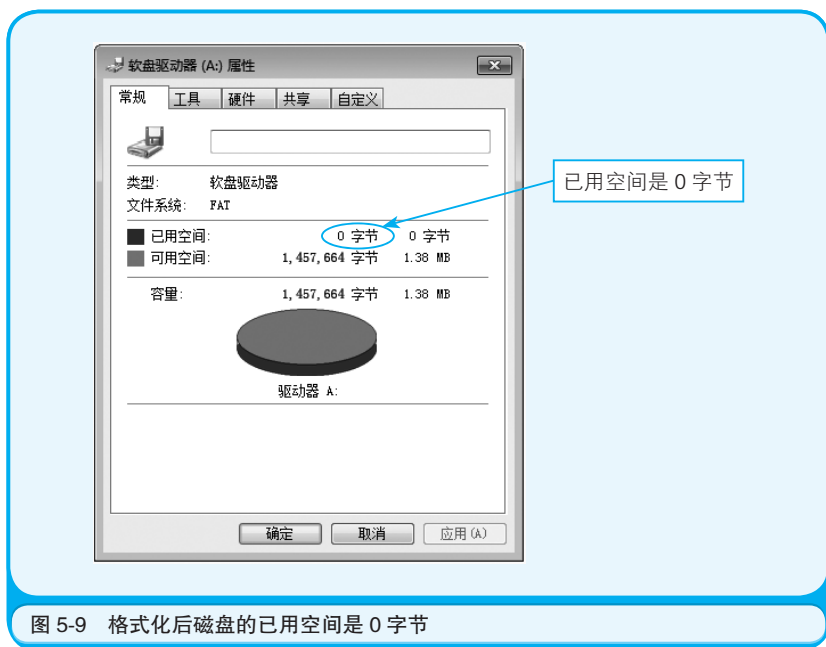 软盘驱动器 (A:) 属性
常规 工具 硬件 共享 自定义
类型: 软盘驱动器
文件系统: FAT
已用空间: 0 字节 0 字节
可用空间: 1,457,664 字节 1.38 MB
容量: 1,457,664 字节 1.38 MB
驱动器 A:
确定 取消 应用(A)
已用空间是 0 字节
图 5-9 格式化后磁盘的已用空间是 0 字节